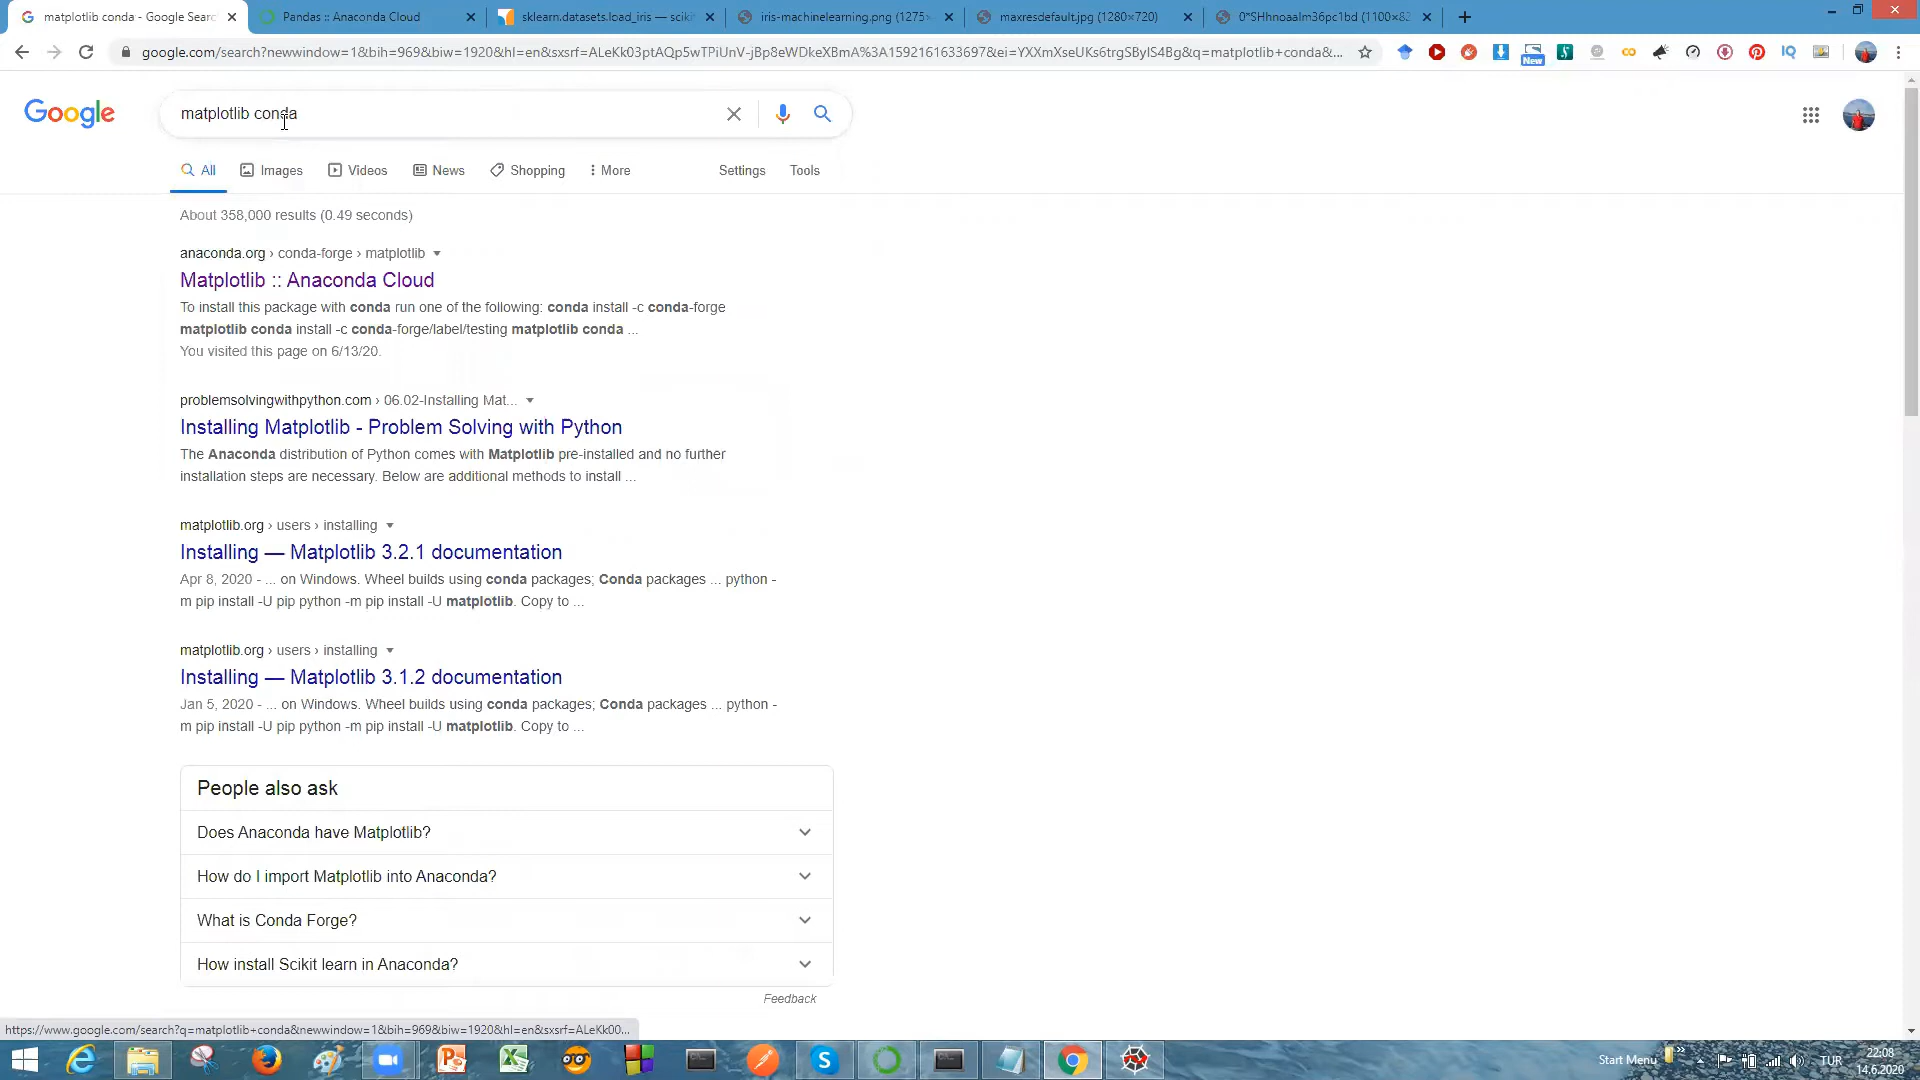 matplotlib conda - Google Searc
Pandas :: Anaconda Cloud
sklearn.datasets.load_iris — scikit
iris-machinelearning.png (1275×
maxresdefault.jpg (1280×720)
0*SHhnoaalm36pc1bd (1100×83
google.com/search?newwindow=1&bih=969&biw=1920&hl=en&sxsrf=ALeKk03ptAQp5wTPiUnV-jBp8eWDkeXBmA%3A1592161633697&ei=YXXmXseUKs6trgSByIS4Bg&q=matplotlib+conda&...
New
Google
matplotlib conda
All
Images
Videos
News
Shopping
More
Settings
Tools
About 358,000 results (0.49 seconds)
anaconda.org › conda-forge › matplotlib
Matplotlib :: Anaconda Cloud
To install this package with conda run one of the following: conda install -c conda-forge
matplotlib conda install -c conda-forge/label/testing matplotlib conda ...
You visited this page on 6/13/20.
problemsolvingwithpython.com › 06.02-Installing Mat...
Installing Matplotlib - Problem Solving with Python
The Anaconda distribution of Python comes with Matplotlib pre-installed and no further
installation steps are necessary. Below are additional methods to install ...
matplotlib.org › users › installing
Installing — Matplotlib 3.2.1 documentation
Apr 8, 2020 - ... on Windows. Wheel builds using conda packages; Conda packages ... python -
m pip install -U pip python -m pip install -U matplotlib. Copy to ...
matplotlib.org › users › installing
Installing — Matplotlib 3.1.2 documentation
Jan 5, 2020 - ... on Windows. Wheel builds using conda packages; Conda packages ... python -
m pip install -U pip python -m pip install -U matplotlib. Copy to ...
People also ask
Does Anaconda have Matplotlib?
How do I import Matplotlib into Anaconda?
What is Conda Forge?
How install Scikit learn in Anaconda?
Feedback
https://www.google.com/search?q=matplotlib+conda&newwindow=1&bih=969&biw=1920&hl=en&sxsrf=ALeKk00...
Start Menu
TUR
22:08
14.6.2020